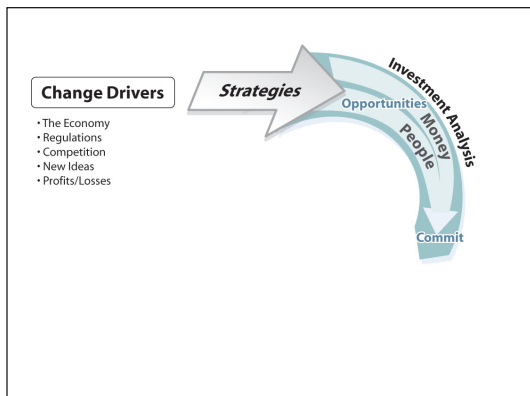 Change Drivers
• The Economy
• Regulations
• Competition
• New Ideas
• Profits/Losses
Strategies
Opportunities
Investment Analysis
Money
People
Commit